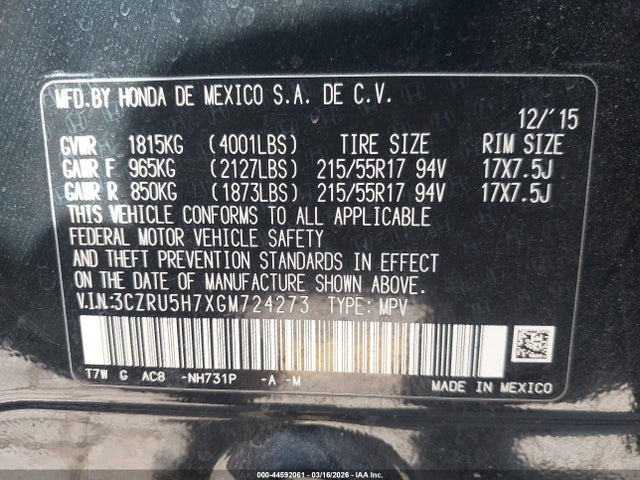 MFD.BY HONDA DE MEXICO S.A. DE C.V.
12/'15
GVWR 1815KG (4001LBS) TIRE SIZE RIM SIZE
GAWR F 965KG (2127LBS) 215/55R17 94V 17X7.5J
GAWR R 850KG (1873LBS) 215/55R17 94V 17X7.5J
THIS VEHICLE CONFORMS TO ALL APPLICABLE
FEDERAL MOTOR VEHICLE SAFETY
AND THEFT PREVENTION STANDARDS IN EFFECT
ON THE DATE OF MANUFACTURE SHOWN ABOVE.
V.I.N.:3CZRU5H7XGM724273 TYPE: MPV
T7W G AC8 -NH731P -A -M
MADE IN MEXICO
000-44592061 - 03/16/2026 - IAA Inc.